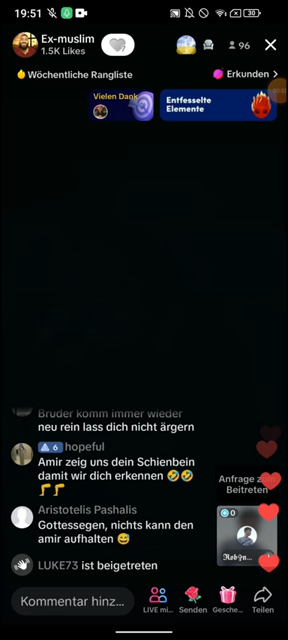 19:51
30
Ex-muslim
1.5K Likes
96
Wöchentliche Rangliste
Erkunden >
Vielen Dank
Entfesselte
Elemente
Bruder komm immer wieder
neu rein lass dich nicht ärgern
6 hopeful
Amir zeig uns dein Schienbein
damit wir dich erkennen 🤣🤣
Aristotelis Pashalis
Gottessegen, nichts kann den
amir aufhalten 😅
LUKE73 ist beigetreten
Anfrage zum
Beitreten
0
Kommentar hinz...
LIVE mi...
Senden
Gesche...
Teilen